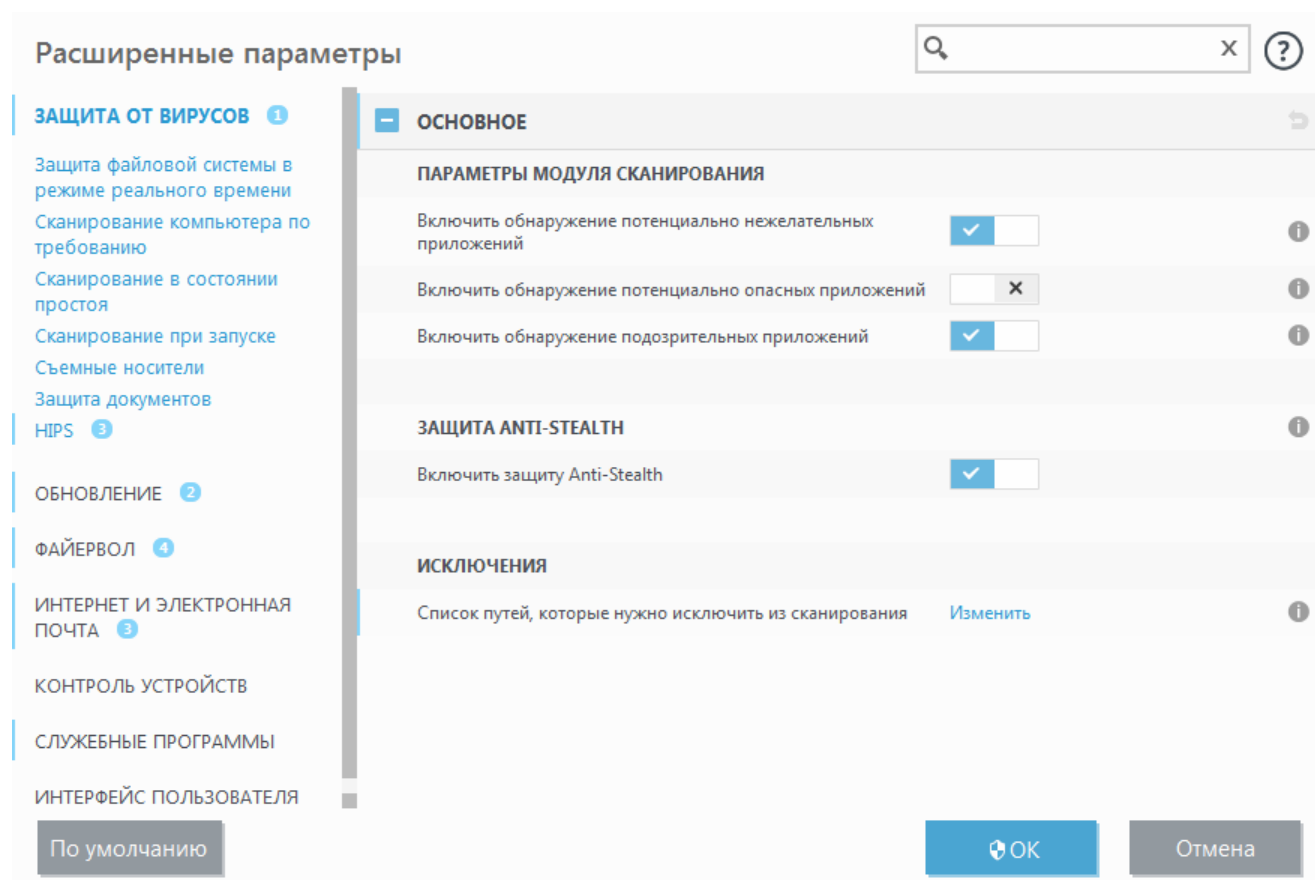 Расширенные параметры
x
?
ЗАЩИТА ОТ ВИРУСОВ 1
Защита файловой системы в
режиме реального времени
Сканирование компьютера по
требованию
Сканирование в состоянии
простоя
Сканирование при запуске
Съемные носители
Защита документов
HIPS 3
ОБНОВЛЕНИЕ 2
ФАЙЕРВОЛ 4
ИНТЕРНЕТ И ЭЛЕКТРОННАЯ
ПОЧТА 3
КОНТРОЛЬ УСТРОЙСТВ
СЛУЖЕБНЫЕ ПРОГРАММЫ
ИНТЕРФЕЙС ПОЛЬЗОВАТЕЛЯ
ОСНОВНОЕ
ПАРАМЕТРЫ МОДУЛЯ СКАНИРОВАНИЯ
Включить обнаружение потенциально нежелательных
приложений
Включить обнаружение потенциально опасных приложений
Включить обнаружение подозрительных приложений
ЗАЩИТА ANTI-STEALTH
Включить защиту Anti-Stealth
ИСКЛЮЧЕНИЯ
Список путей, которые нужно исключить из сканирования Изменить
По умолчанию
ОК
Отмена